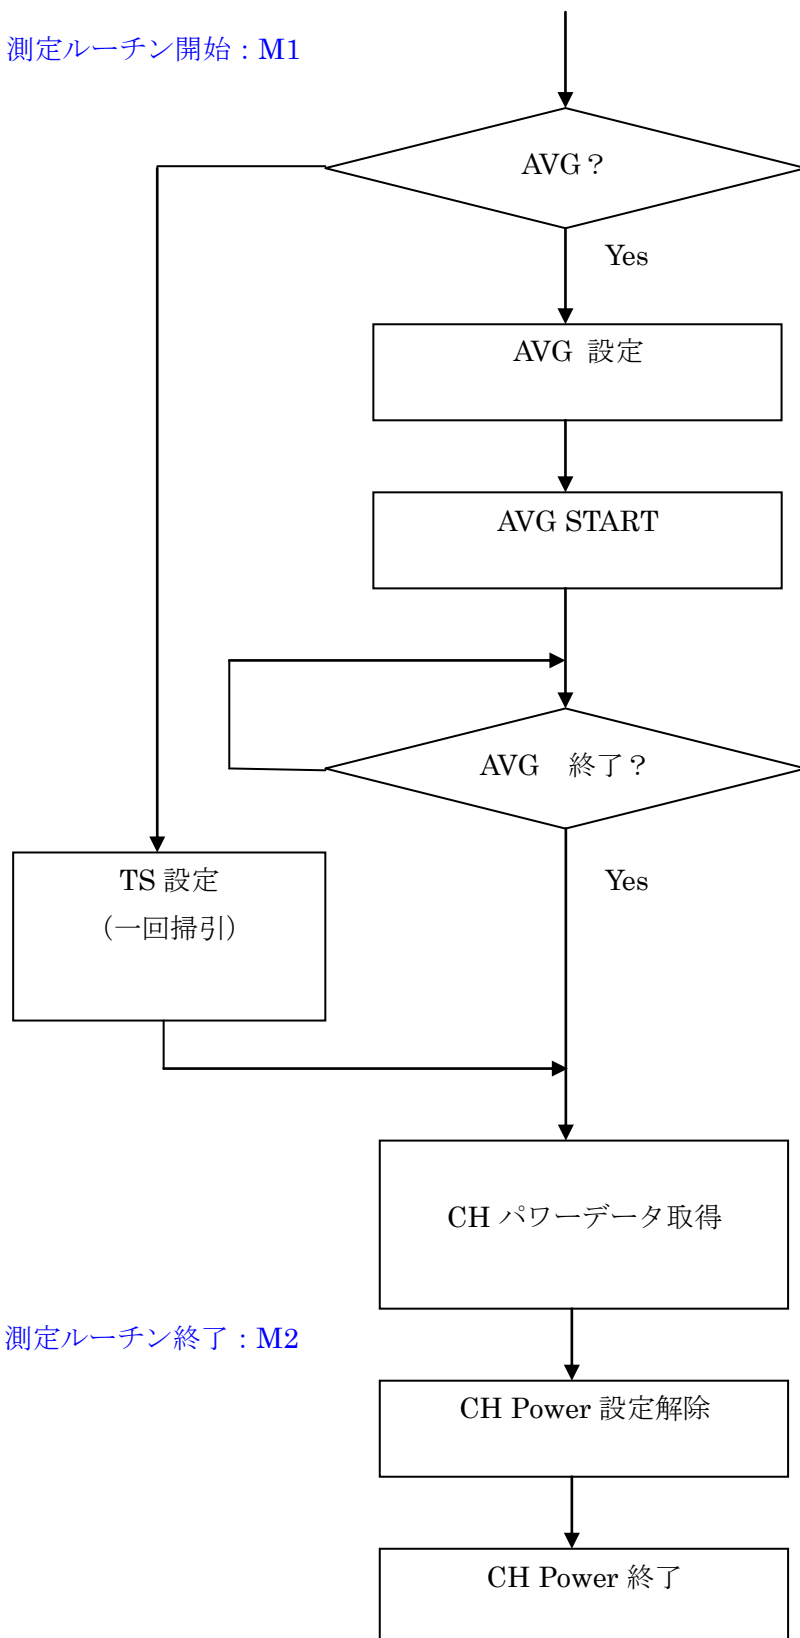 測定ルーチン開始：M1
AVG？
Yes
AVG 設定
AVG START
AVG　終了？
TS 設定
（一回掃引）
Yes
CH パワーデータ取得
測定ルーチン終了：M2
CH Power 設定解除
CH Power 終了